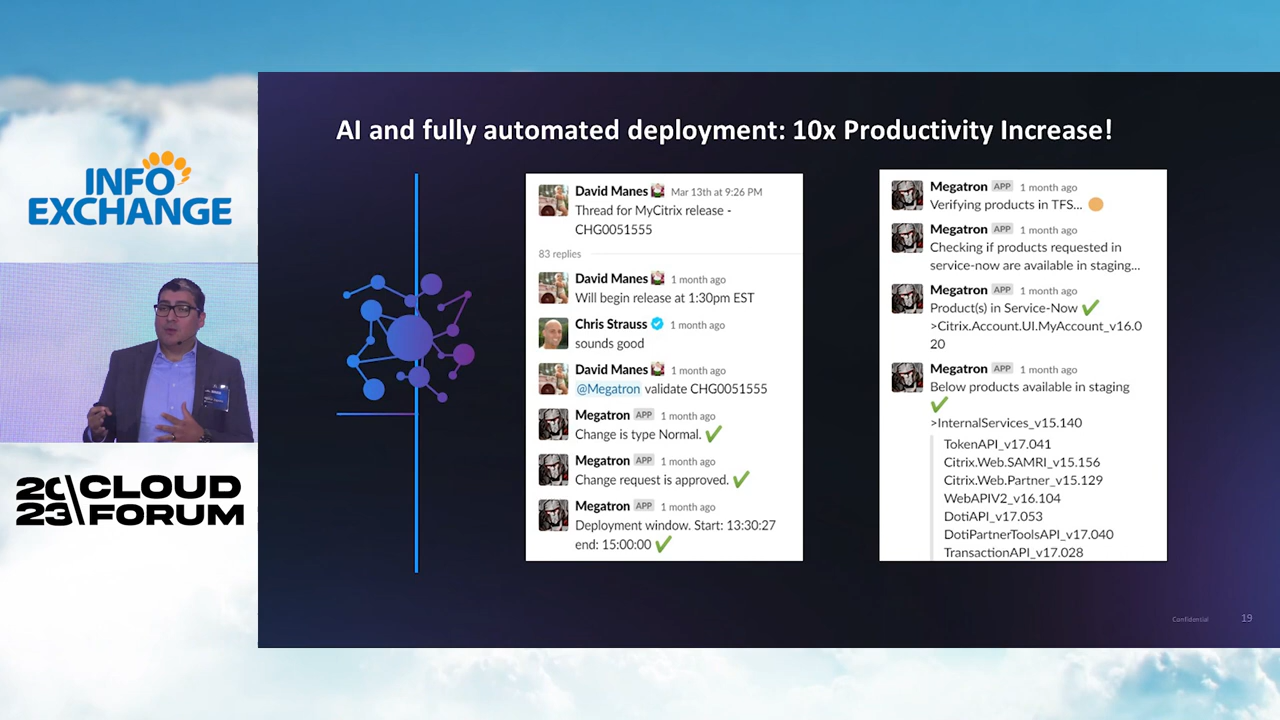 INFO
EXCHANGE
20\CLOUD
23\FORUM
AI and fully automated deployment: 10x Productivity Increase!
David Manes Mar 13th at 9:26 PM
Thread for MyCitrix release -
CHG0051555
83 replies
David Manes 1 month ago
Will begin release at 1:30pm EST
Chris Strauss 1 month ago
sounds good
David Manes 1 month ago
@Megatron validate CHG0051555
Megatron APP 1 month ago
Change is type Normal. ✔
Megatron APP 1 month ago
Change request is approved. ✔
Megatron APP 1 month ago
Deployment window. Start: 13:30:27
end: 15:00:00 ✔
Megatron APP 1 month ago
Verifying products in TFS...
Megatron APP 1 month ago
Checking if products requested in
service-now are available in staging...
Megatron APP 1 month ago
Product(s) in Service-Now ✔
>Citrix.Account.UI.MyAccount_v16.0
20
Megatron APP 1 month ago
Below products available in staging
✔
>InternalServices_v15.140
TokenAPI_v17.041
Citrix.Web.SAMRI_v15.156
Citrix.Web.Partner_v15.129
WebAPIV2_v16.104
DotiAPI_v17.053
DotiPartnerToolsAPI_v17.040
TransactionAPI_v17.028
Confidential 19